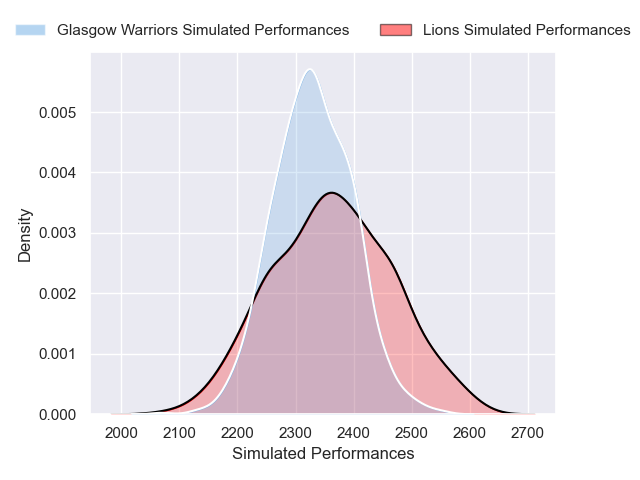 Glasgow Warriors Simulated Performances
Lions Simulated Performances
0.005
0.004
0.003
0.002
0.001
0.000
Density
2000 2100 2200 2300 2400 2500 2600 2700
Simulated Performances